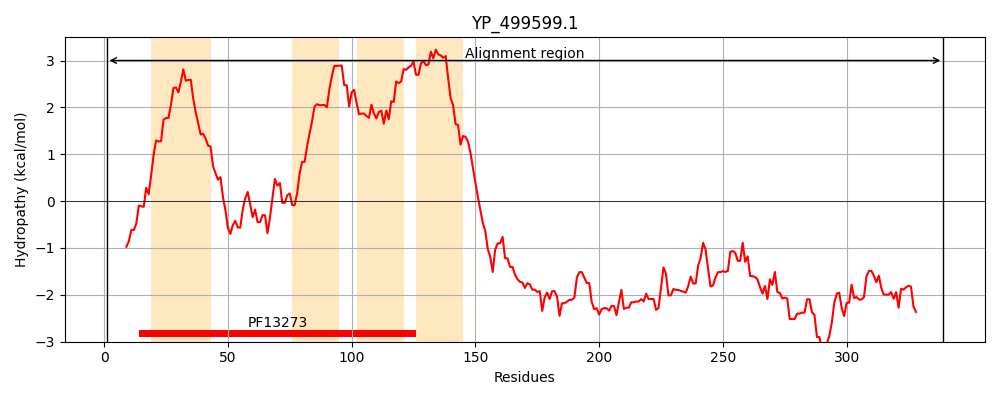 YP_499599.1
Alignment region
Hydropathy (kcal/mol)
3
2
1
0
−1
−2
−3
PF13273
0 50 100 150 200 250 300
Residues